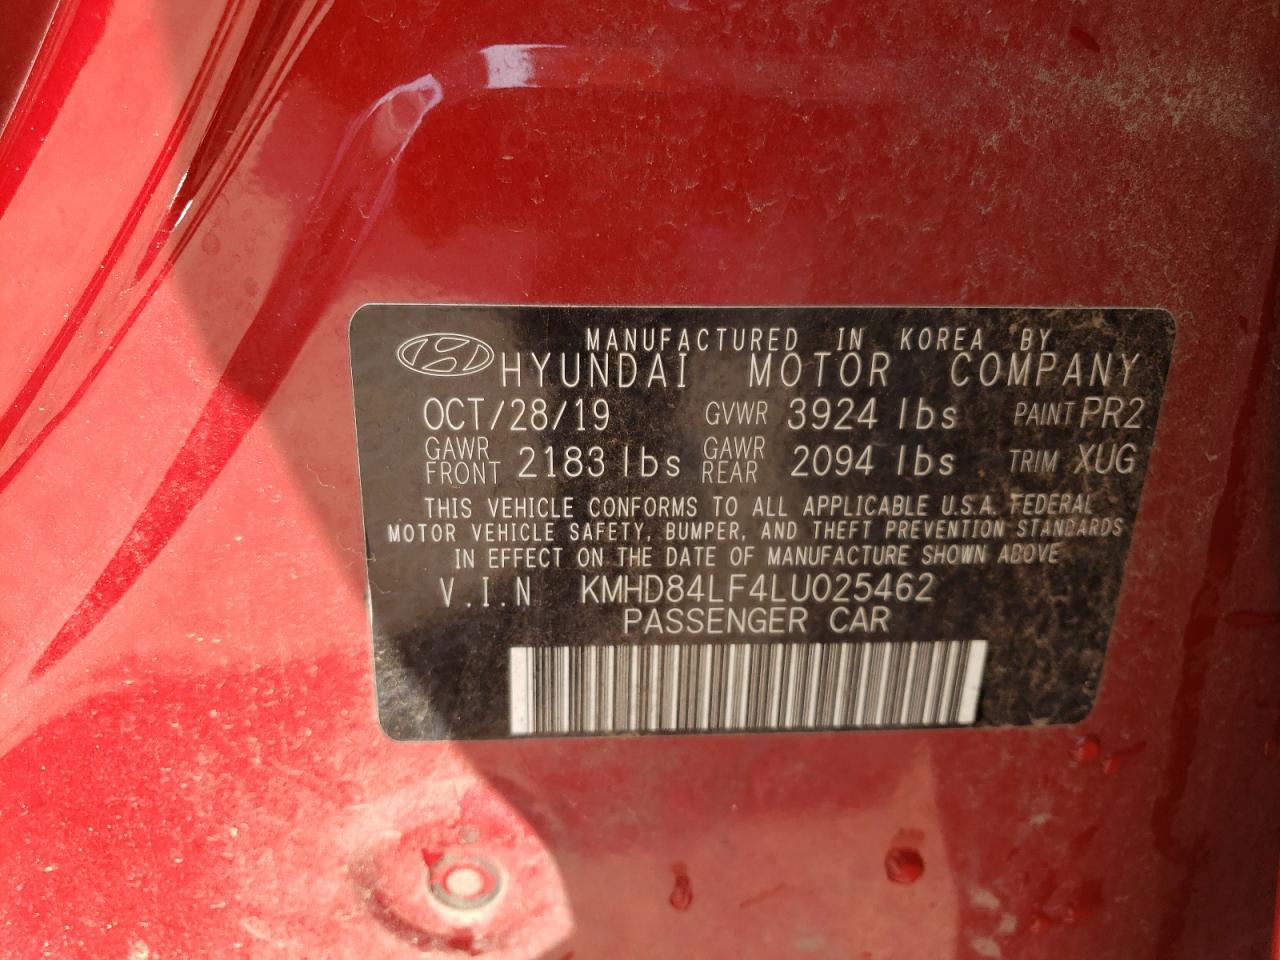 MANUFACTURED IN KOREA BY
HYUNDAI MOTOR COMPANY
OCT/28/19 GVWR 3924 lbs PAINT PR2
GAWR FRONT 2183 lbs GAWR REAR 2094 lbs TRIM XUG
THIS VEHICLE CONFORMS TO ALL APPLICABLE U.S.A. FEDERAL
MOTOR VEHICLE SAFETY, BUMPER, AND THEFT PREVENTION STANDARDS
IN EFFECT ON THE DATE OF MANUFACTURE SHOWN ABOVE
V.I.N KMHD84LF4LU025462
PASSENGER CAR